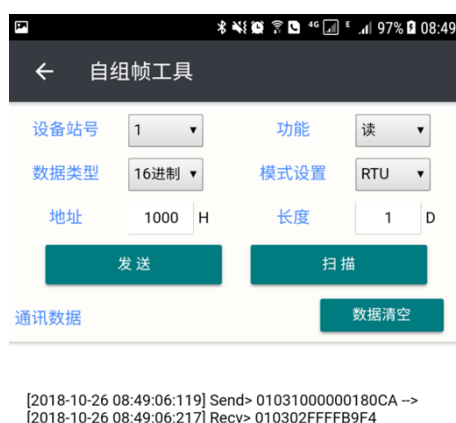 4G E 97% 08:49
自组帧工具
设备站号 1 功能 读
数据类型 16进制 模式设置 RTU
地址 1000 H 长度 1 D
发送 扫描
通讯数据 数据清空
[2018-10-26 08:49:06:119] Send> 01031000000180CA -->
[2018-10-26 08:49:06:217] Recv> 010302FFFFB9F4